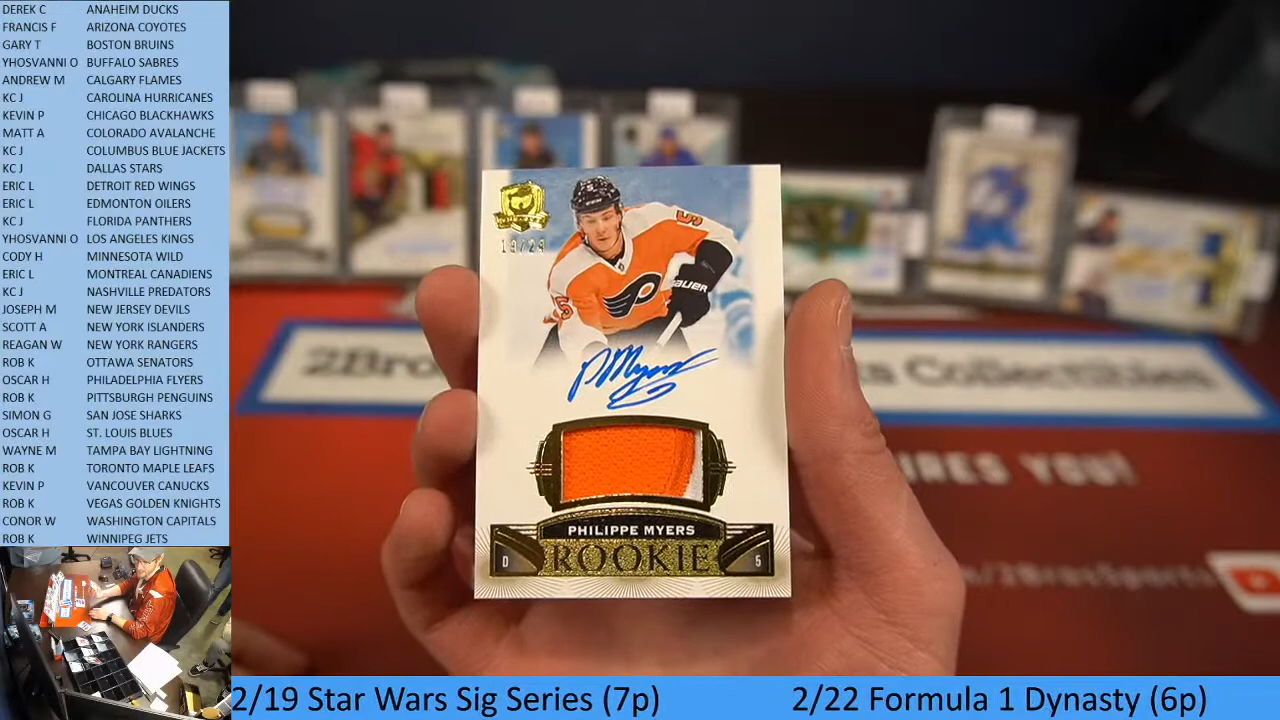 DEREK C ANAHEIM DUCKS
FRANCIS F ARIZONA COYOTES
GARY T BOSTON BRUINS
YHOSVANNI O BUFFALO SABRES
ANDREW M CALGARY FLAMES
KC J CAROLINA HURRICANES
KEVIN P CHICAGO BLACKHAWKS
MATT A COLORADO AVALANCHE
KC J COLUMBUS BLUE JACKETS
KC J DALLAS STARS
ERIC L DETROIT RED WINGS
ERIC L EDMONTON OILERS
KC J FLORIDA PANTHERS
YHOSVANNI O LOS ANGELES KINGS
CODY H MINNESOTA WILD
ERIC L MONTREAL CANADIENS
KC J NASHVILLE PREDATORS
JOSEPH M NEW JERSEY DEVILS
SCOTT A NEW YORK ISLANDERS
REAGAN W NEW YORK RANGERS
ROB K OTTAWA SENATORS
OSCAR H PHILADELPHIA FLYERS
ROB K PITTSBURGH PENGUINS
SIMON G SAN JOSE SHARKS
OSCAR H ST. LOUIS BLUES
WAYNE M TAMPA BAY LIGHTNING
ROB K TORONTO MAPLE LEAFS
KEVIN P VANCOUVER CANUCKS
ROB K VEGAS GOLDEN KNIGHTS
CONOR W WASHINGTON CAPITALS
ROB K WINNIPEG JETS
5
BAUER
P Myers
PHILIPPE MYERS
D ROOKIE 5
Collectibles
YOU!
/2BrosSports
2/19 Star Wars Sig Series (7p) 2/22 Formula 1 Dynasty (6p)